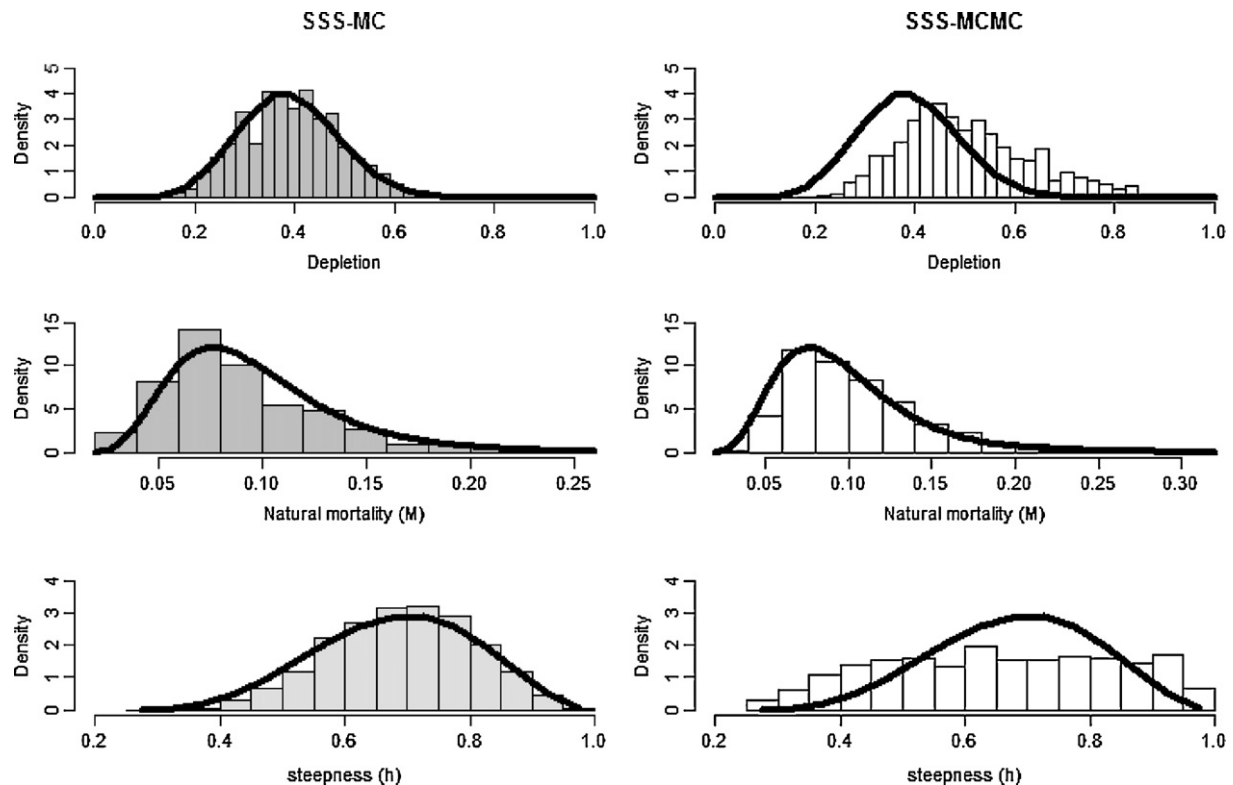 SSS-MC
SSS-MCMC
Density
0 1 2 3 4 5
0.0 0.2 0.4 0.6 0.8 1.0
Depletion
Density
0 1 2 3 4 5
0.0 0.2 0.4 0.6 0.8 1.0
Depletion
Density
0 5 10 15
0.05 0.10 0.15 0.20 0.25
Natural mortality (M)
Density
0 5 10 15
0.05 0.10 0.15 0.20 0.25 0.30
Natural mortality (M)
Density
0 1 2 3 4
0.2 0.4 0.6 0.8 1.0
steepness (h)
Density
0 1 2 3 4
0.2 0.4 0.6 0.8 1.0
steepness (h)